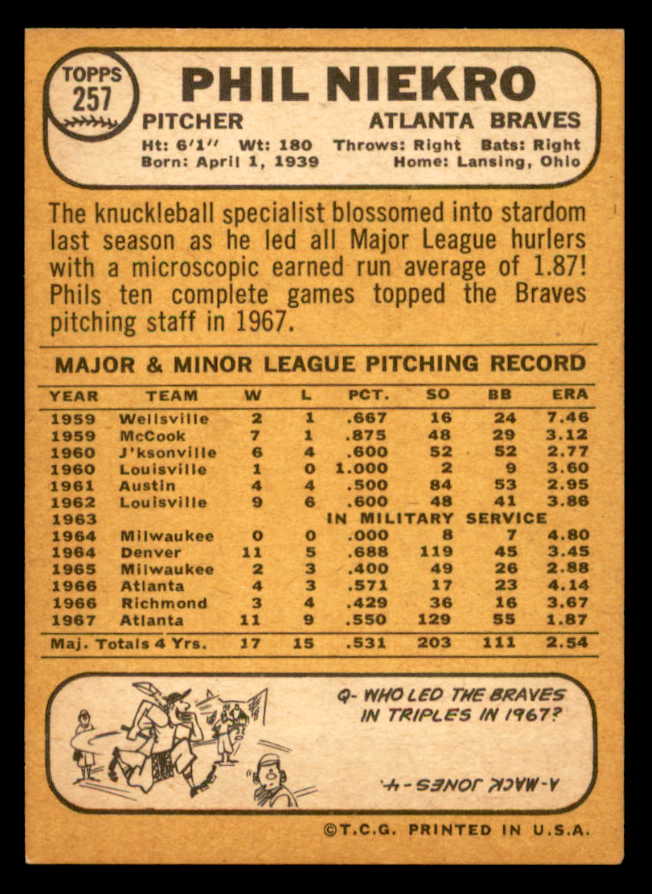 TOPPS
257
PHIL NIEKRO
PITCHER ATLANTA BRAVES
Ht: 6'1" Wt: 180 Throws: Right Bats: Right
Born: April 1, 1939 Home: Lansing, Ohio
The knuckleball specialist blossomed into stardom
last season as he led all Major League hurlers
with a microscopic earned run average of 1.87!
Phils ten complete games topped the Braves
pitching staff in 1967.
MAJOR & MINOR LEAGUE PITCHING RECORD
YEAR TEAM W L PCT. SO BB ERA
1959 Wellsville 2 1 .667 16 24 7.46
1959 McCook 7 1 .875 48 29 3.12
1960 J'ksonville 6 4 .600 52 52 2.77
1960 Louisville 1 0 1.000 2 9 3.60
1961 Austin 4 4 .500 84 53 2.95
1962 Louisville 9 6 .600 48 41 3.86
1963 IN MILITARY SERVICE
1964 Milwaukee 0 0 .000 8 7 4.80
1964 Denver 11 5 .688 119 45 3.45
1965 Milwaukee 2 3 .400 49 26 2.88
1966 Atlanta 4 3 .571 17 23 4.14
1966 Richmond 3 4 .429 36 16 3.67
1967 Atlanta 11 9 .550 129 55 1.87
Maj. Totals 4 Yrs. 17 15 .531 203 111 2.54
Q- WHO LED THE BRAVES
IN TRIPLES IN 1967?
A- MACK JONES - 4.
©T.C.G. PRINTED IN U.S.A.